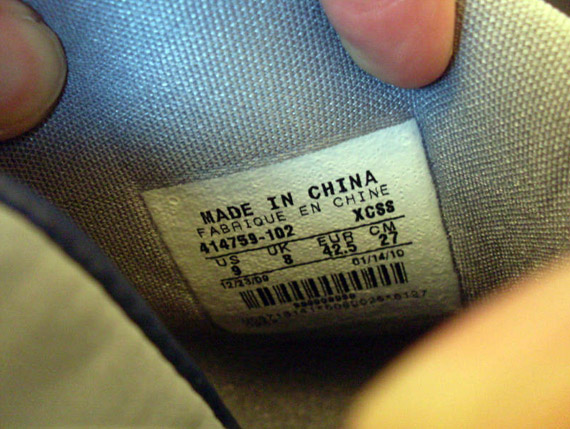 MADE IN CHINA
FABRIQUE EN CHINE
414759-102 XCSS
US UK EUR CM
9 8 42.5 27
12/23/09 01/14/10